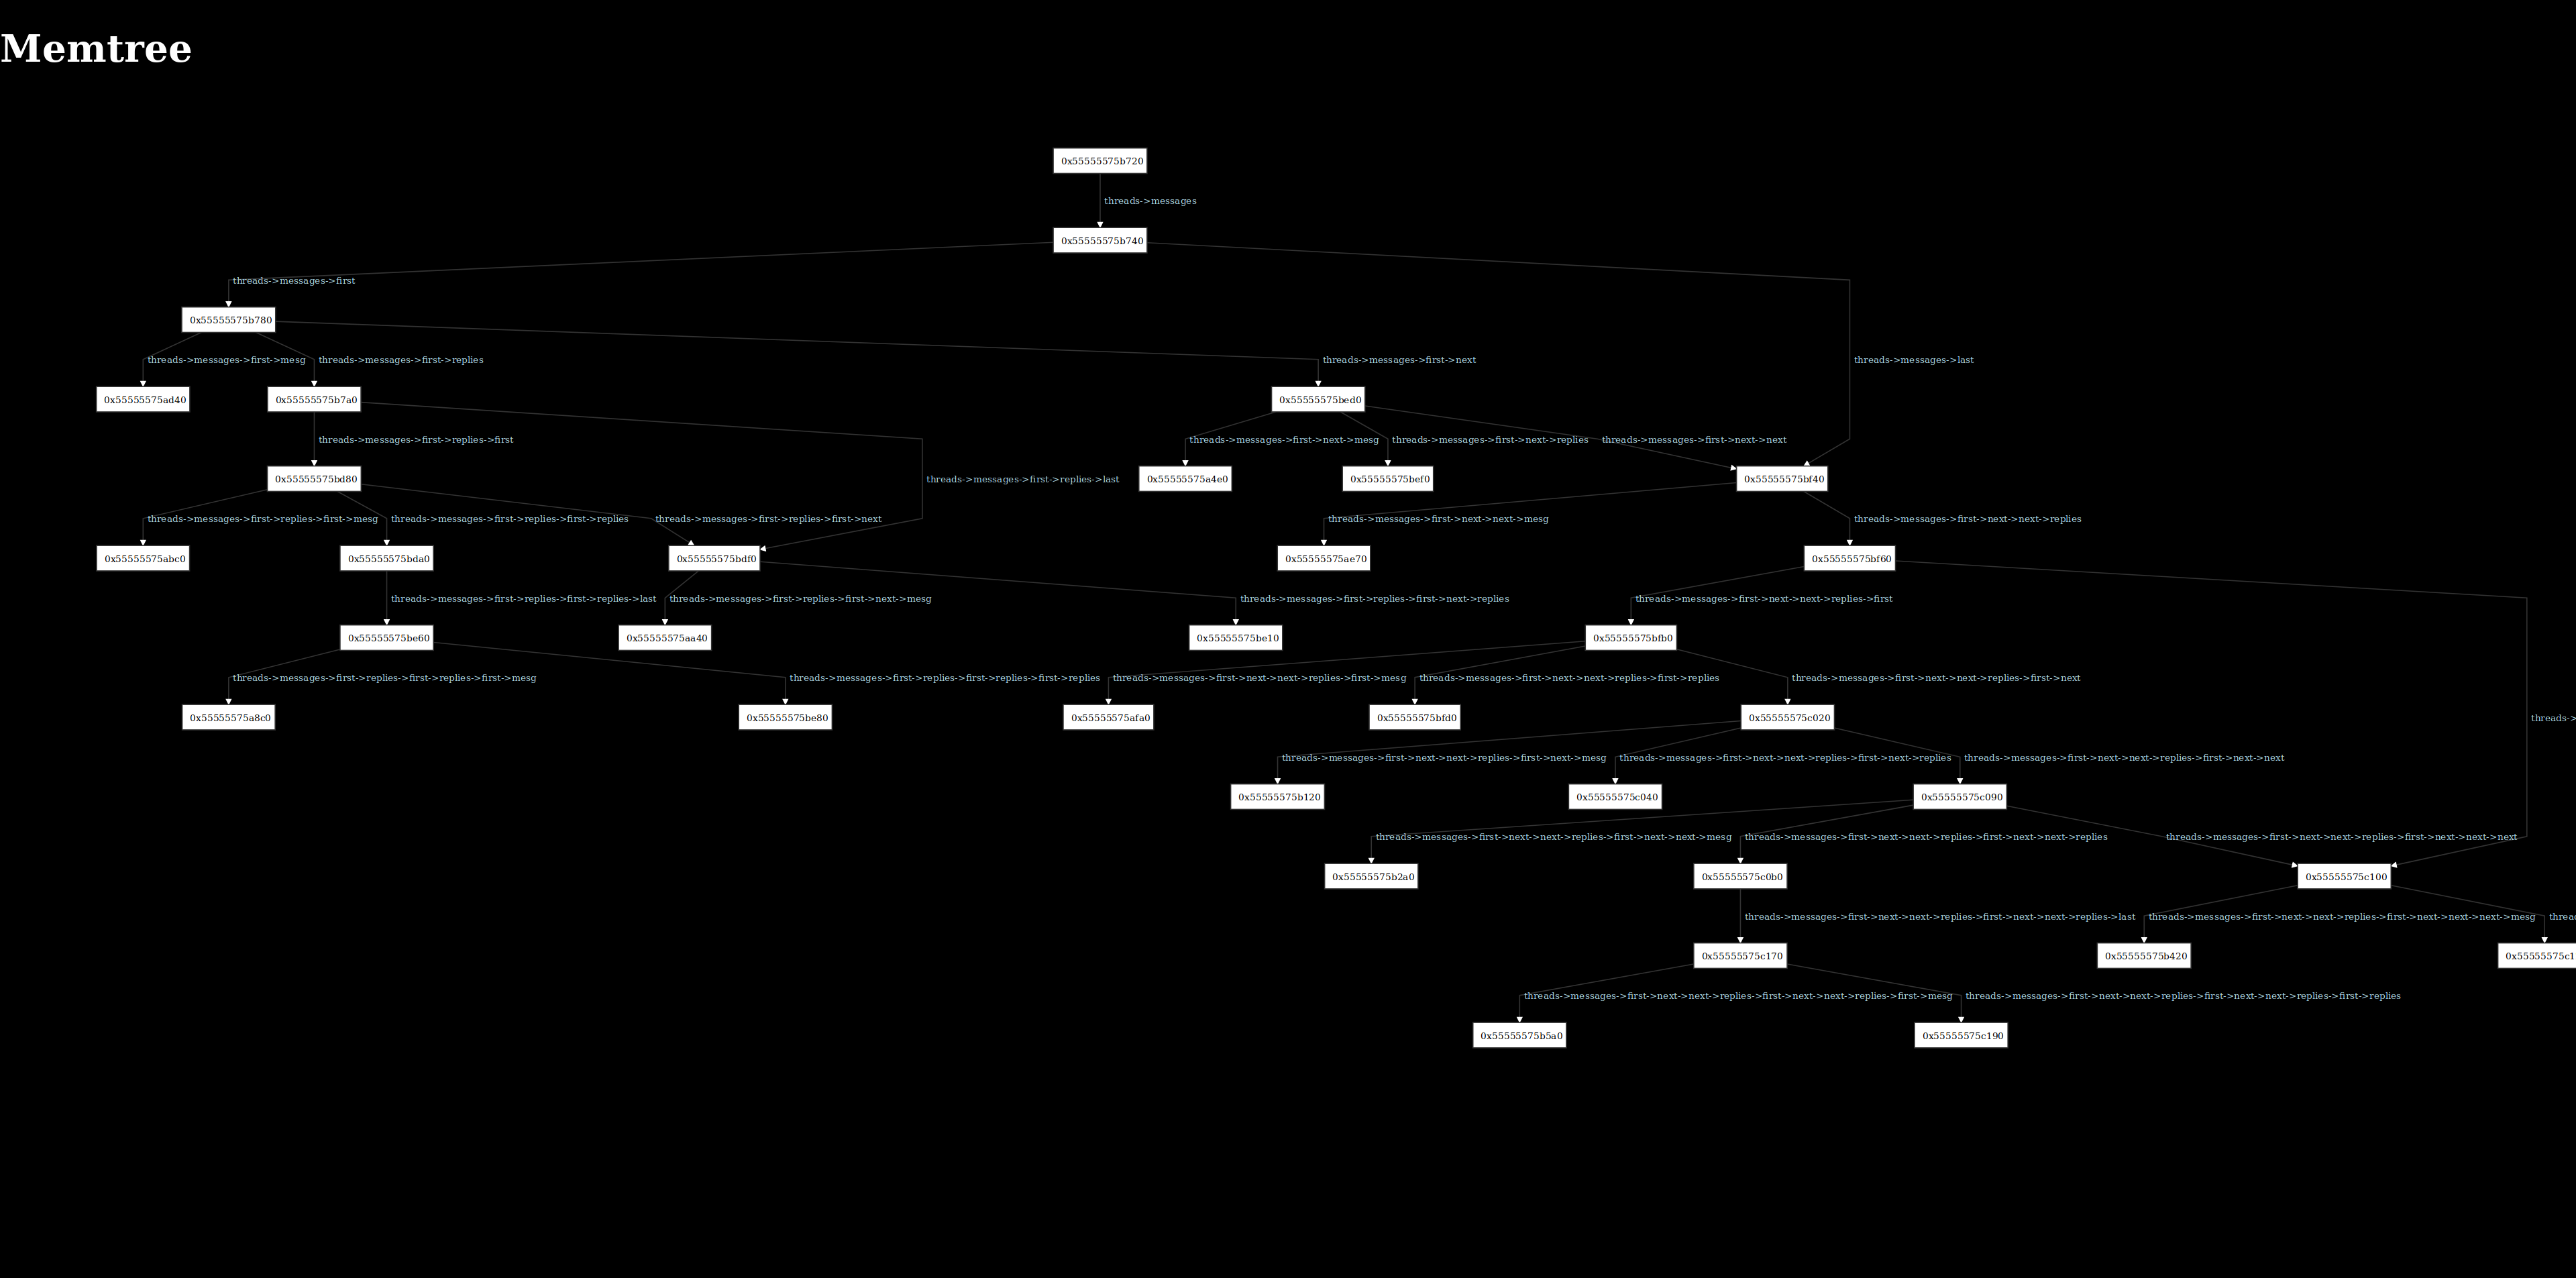 Memtree
0x55555575b720
threads->messages
0x55555575b740
threads->messages->first
0x55555575b780
threads->messages->first->mesg
threads->messages->first->replies
threads->messages->first->next
threads->messages->last
0x55555575ad40
0x55555575b7a0
0x55555575bed0
threads->messages->first->replies->first
threads->messages->first->next->mesg
threads->messages->first->next->replies
threads->messages->first->next->next
0x55555575bd80
threads->messages->first->replies->last
0x55555575a4e0
0x55555575bef0
0x55555575bf40
threads->messages->first->replies->first->mesg
threads->messages->first->replies->first->replies
threads->messages->first->replies->first->next
threads->messages->first->next->next->mesg
threads->messages->first->next->next->replies
0x55555575abc0
0x55555575bda0
0x55555575bdf0
0x55555575ae70
0x55555575bf60
threads->messages->first->replies->first->replies->last
threads->messages->first->replies->first->next->mesg
threads->messages->first->replies->first->next->replies
threads->messages->first->next->next->replies->first
0x55555575be60
0x55555575aa40
0x55555575be10
0x55555575bfb0
threads->messages->first->replies->first->replies->first->mesg
threads->messages->first->replies->first->replies->first->replies
threads->messages->first->next->next->replies->first->mesg
threads->messages->first->next->next->replies->first->replies
threads->messages->first->next->next->replies->first->next
0x55555575a8c0
0x55555575be80
0x55555575afa0
0x55555575bfd0
0x55555575c020
threads->
threads->messages->first->next->next->replies->first->next->mesg
threads->messages->first->next->next->replies->first->next->replies
threads->messages->first->next->next->replies->first->next->next
0x55555575b120
0x55555575c040
0x55555575c090
threads->messages->first->next->next->replies->first->next->next->mesg
threads->messages->first->next->next->replies->first->next->next->replies
threads->messages->first->next->next->replies->first->next->next->next
0x55555575b2a0
0x55555575c0b0
0x55555575c100
threads->messages->first->next->next->replies->first->next->next->replies->last
threads->messages->first->next->next->replies->first->next->next->next->mesg
0x55555575c170
0x55555575b420
threads->messages->first->next->next->replies->first->next->next->replies->first->mesg
threads->messages->first->next->next->replies->first->next->next->replies->first->replies
0x55555575b5a0
0x55555575c190